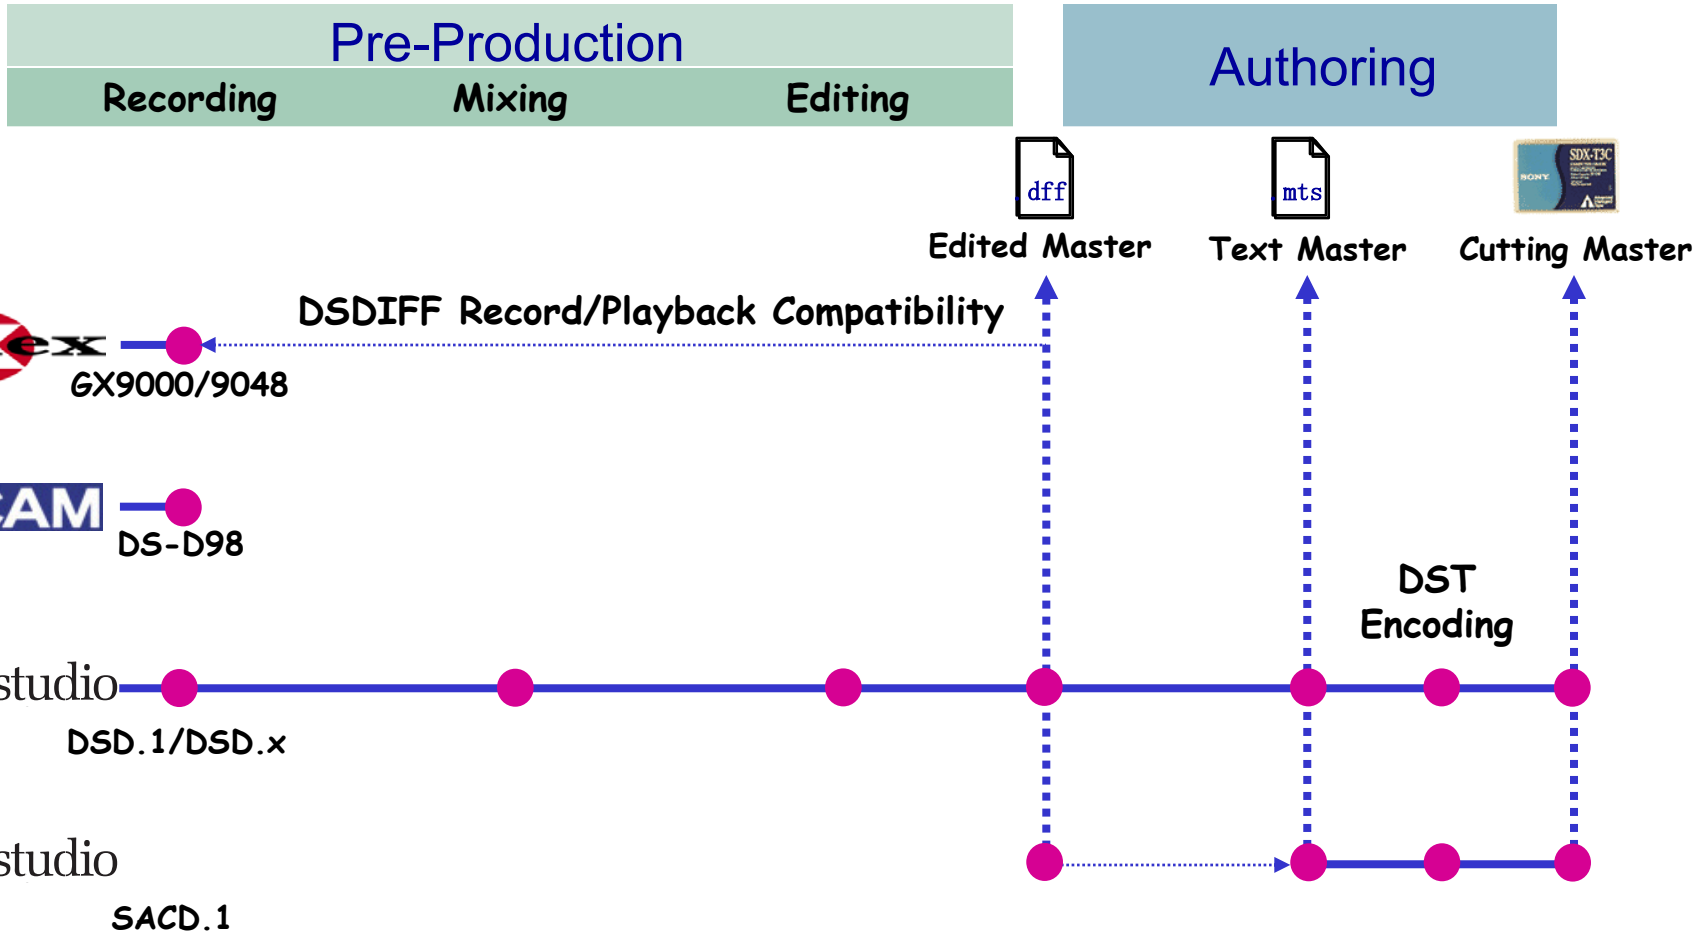 Pre-Production
Authoring
Recording Mixing Editing
dff
mts
SDX-T3C
SONY
Edited Master
Text Master
Cutting Master
DSDIFF Record/Playback Compatibility
ex
GX9000/9048
CAM
DS-D98
DST
Encoding
studio
DSD.1/DSD.x
studio
SACD.1